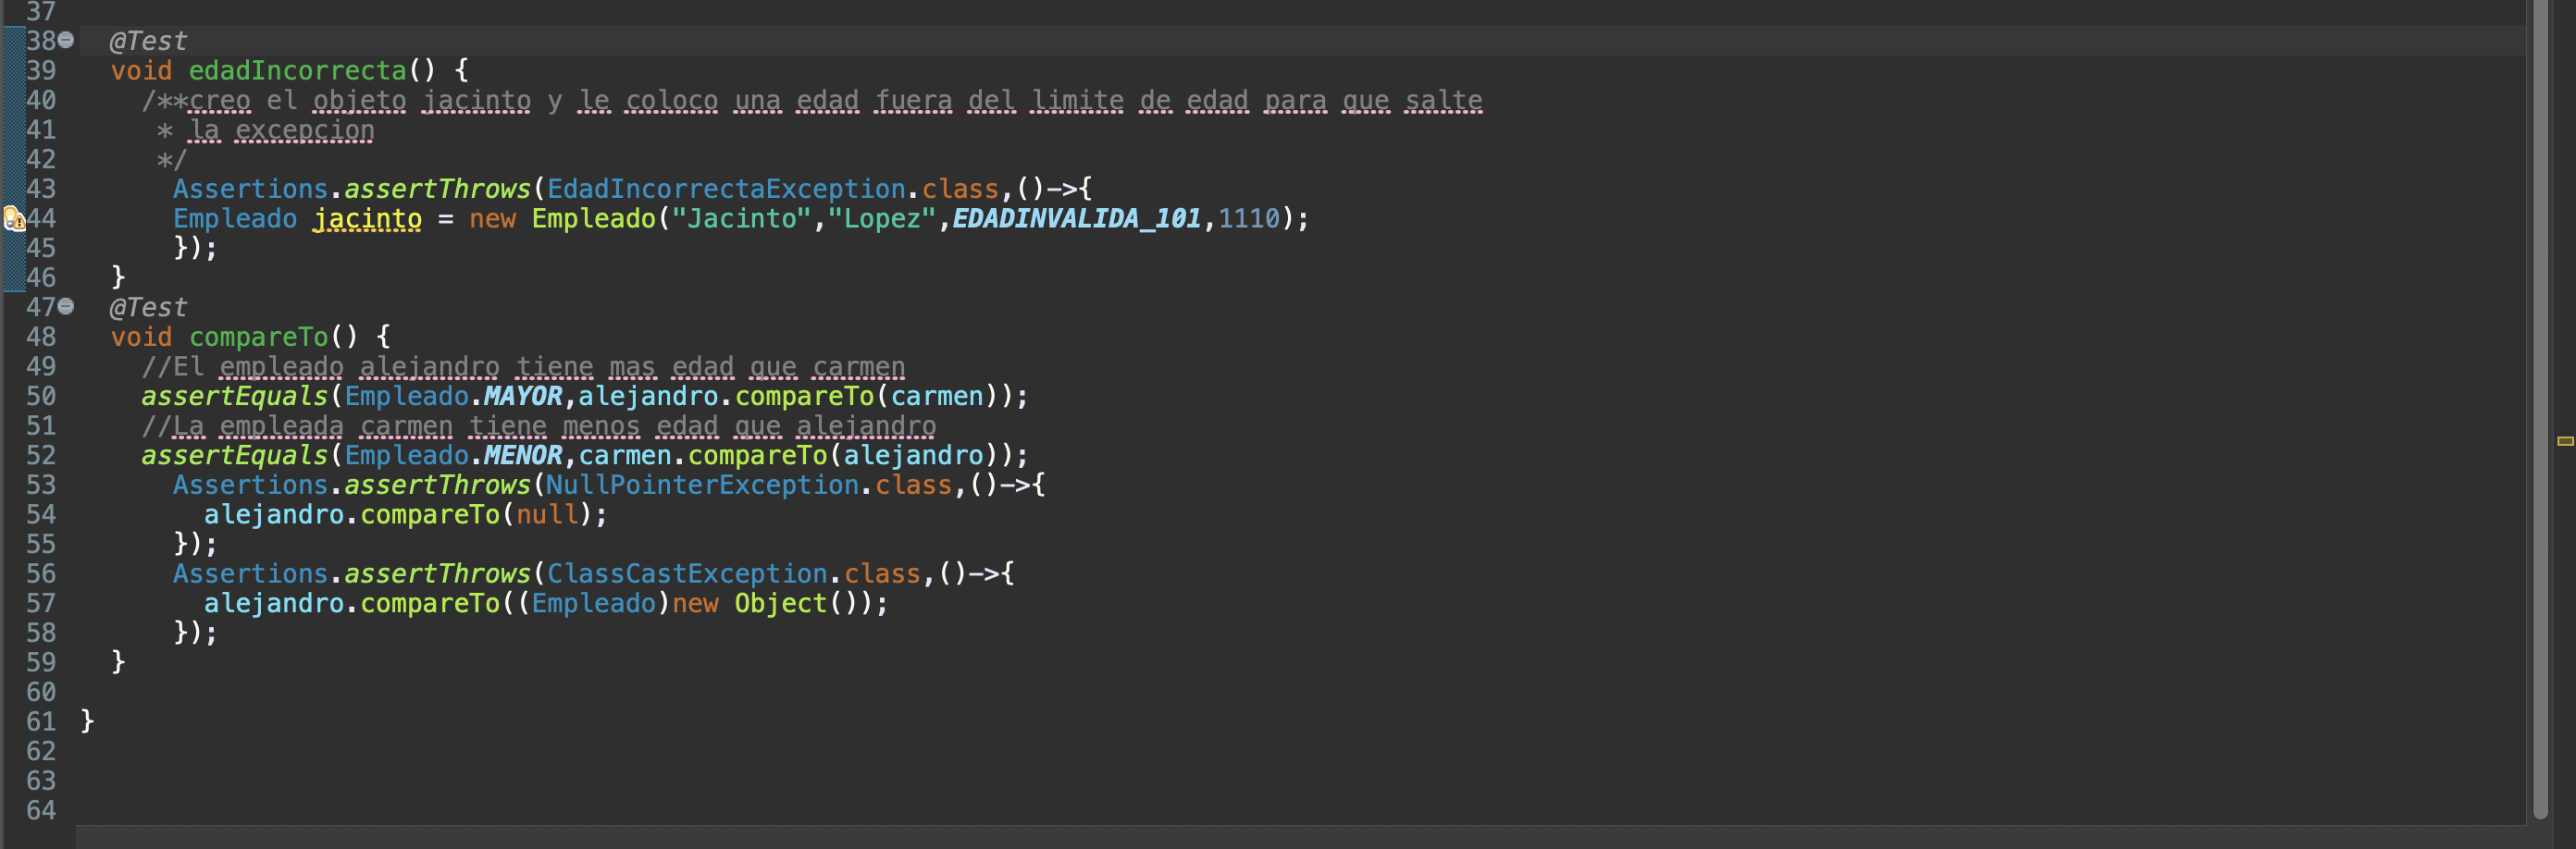 37
38 @Test
39 void edadIncorrecta() {
40 /**creo el objeto jacinto y le coloco una edad fuera del limite de edad para que salte
41 * la excepcion
42 */
43 Assertions.assertThrows(EdadIncorrectaException.class,()->{
44 Empleado jacinto = new Empleado("Jacinto","Lopez",EDADINVALIDA_101,1110);
45 });
46 }
47 @Test
48 void compareTo() {
49 //El empleado alejandro tiene mas edad que carmen
50 assertEquals(Empleado.MAYOR,alejandro.compareTo(carmen));
51 //La empleada carmen tiene menos edad que alejandro
52 assertEquals(Empleado.MENOR,carmen.compareTo(alejandro));
53 Assertions.assertThrows(NullPointerException.class,()->{
54 alejandro.compareTo(null);
55 });
56 Assertions.assertThrows(ClassCastException.class,()->{
57 alejandro.compareTo((Empleado)new Object());
58 });
59 }
60
61 }
62
63
64